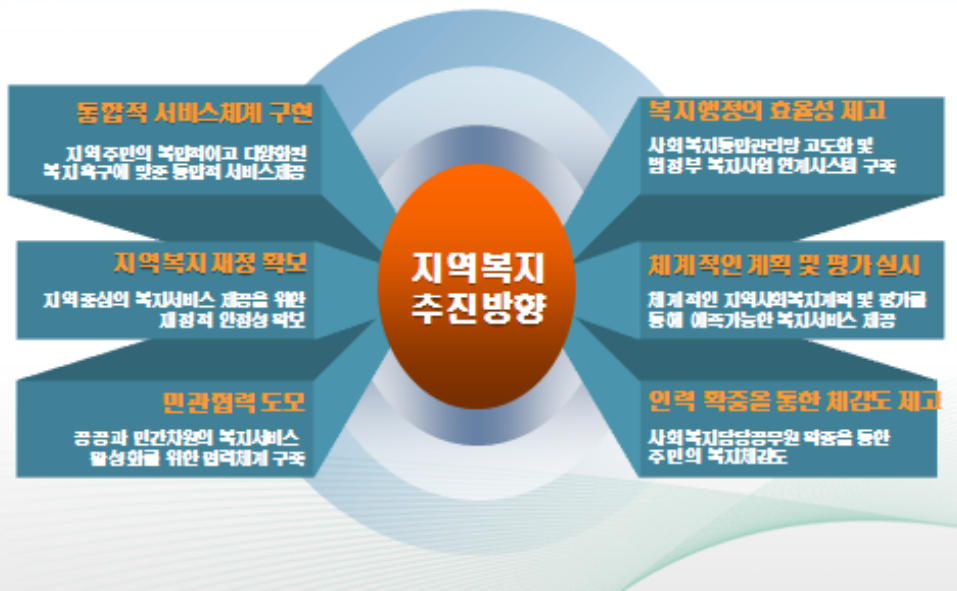 통합적 서비스체계 구현
지역주민의 복합적이고 다양화된
복지욕구에 맞춘 통합적 서비스제공
지역복지 재정 확보
지역중심의 복지서비스 제공을 위한
재정적 안정성 확보
민관협력 도모
공공과 민간차원의 복지서비스
활성화를 위한 협력체계 구축
지역복지
추진방향
복지행정의 효율성 제고
사회복지통합관리망 고도화 및
범정부 복지사업 연계시스템 구축
체계적인 계획 및 평가 실시
체계적인 지역사회복지계획 및 평가를
통해 예측가능한 복지서비스 제공
인력 확충을 통한 체감도 제고
사회복지담당공무원 확충을 통한
주민의 복지체감도